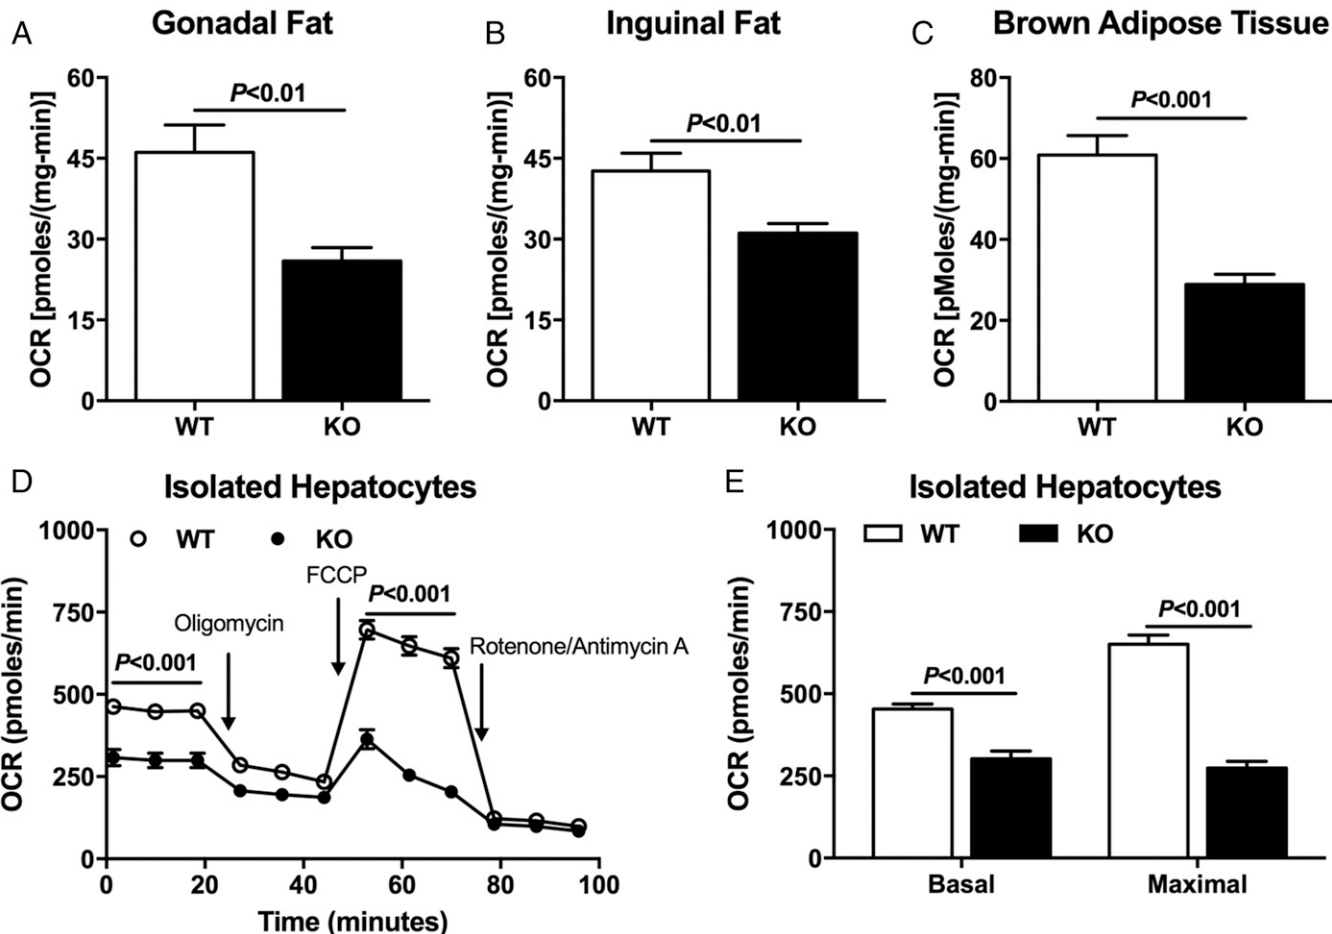 A
Gonadal Fat
OCR [pmoles/(mg-min)]
60
45
30
15
0
P<0.01
WT
KO
B
Inguinal Fat
OCR [pmoles/(mg-min)]
60
45
30
15
0
P<0.01
WT
KO
C
Brown Adipose Tissue
OCR [pMoles/(mg-min)]
80
60
40
20
0
P<0.001
WT
KO
D
Isolated Hepatocytes
OCR (pmoles/min)
1000
750
500
250
0
WT
KO
FCCP
P<0.001
Oligomycin
Rotenone/Antimycin A
P<0.001
0
20
40
60
80
100
Time (minutes)
E
Isolated Hepatocytes
OCR (pmoles/min)
1000
750
500
250
0
WT
KO
P<0.001
P<0.001
Basal
Maximal